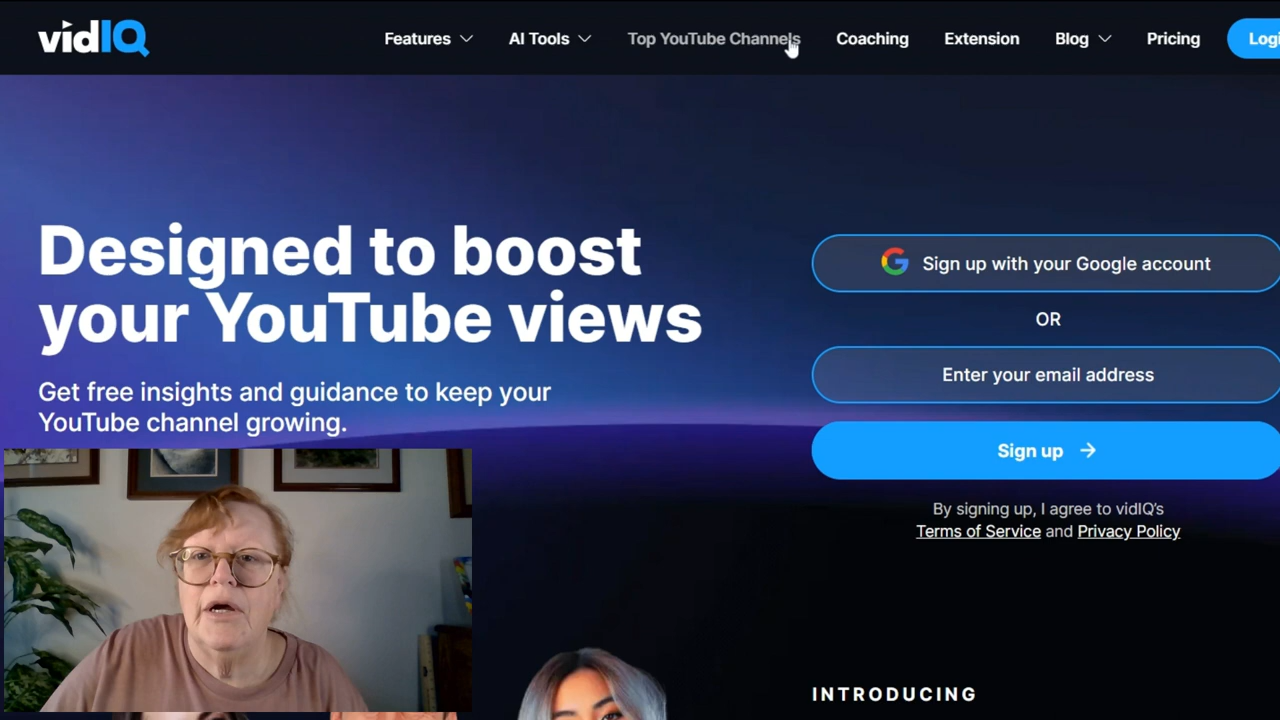 vidIQ
Features
AI Tools
Top YouTube Channels
Coaching
Extension
Blog
Pricing
Logi
Designed to boost
your YouTube views
Get free insights and guidance to keep your
YouTube channel growing.
Sign up with your Google account
OR
Enter your email address
Sign up
By signing up, I agree to vidIQ's
Terms of Service and Privacy Policy
INTRODUCING